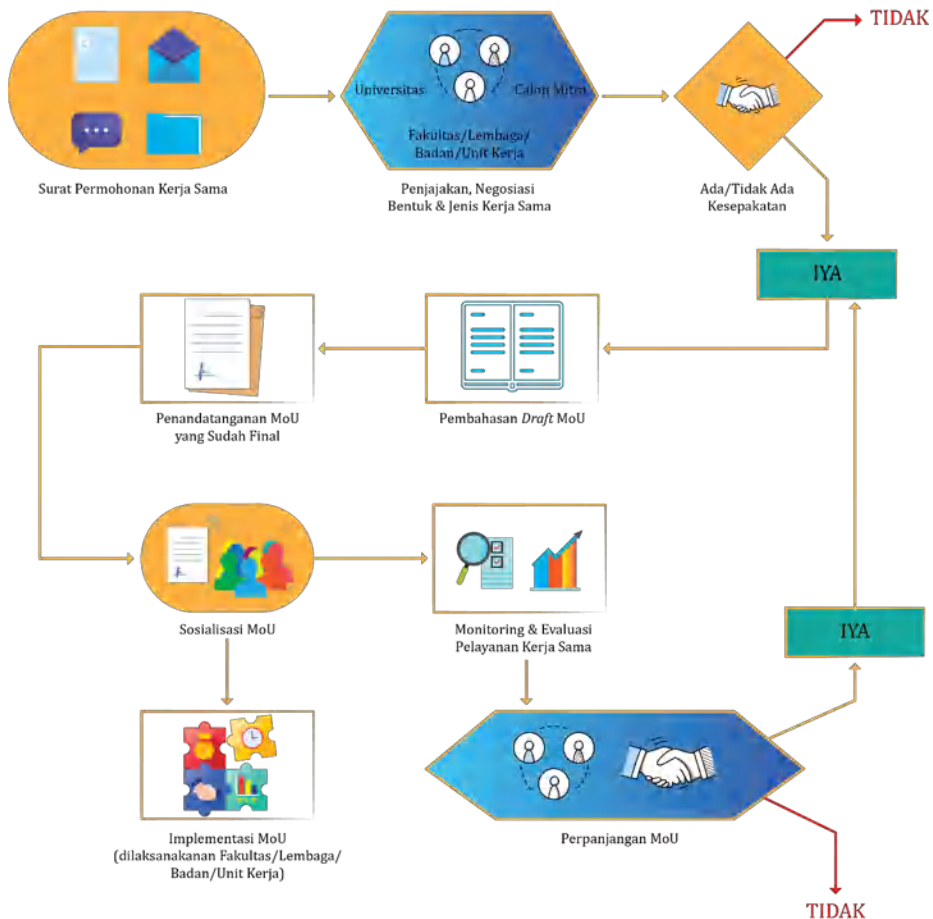 TIDAK
Universitas
Calon Mitra
Fakultas/Lembaga/
Badan/Unit Kerja
Surat Permohonan Kerja Sama
Penjajakan, Negosiasi
Bentuk & Jenis Kerja Sama
Ada/Tidak Ada
Kesepakatan
IYA
Penandatanganan MoU
yang Sudah Final
Pembahasan Draft MoU
Sosialisasi MoU
Monitoring & Evaluasi
Pelayanan Kerja Sama
IYA
Implementasi MoU
(dilaksanakanan Fakultas/Lembaga/
Badan/Unit Kerja)
Perpanjangan MoU
TIDAK